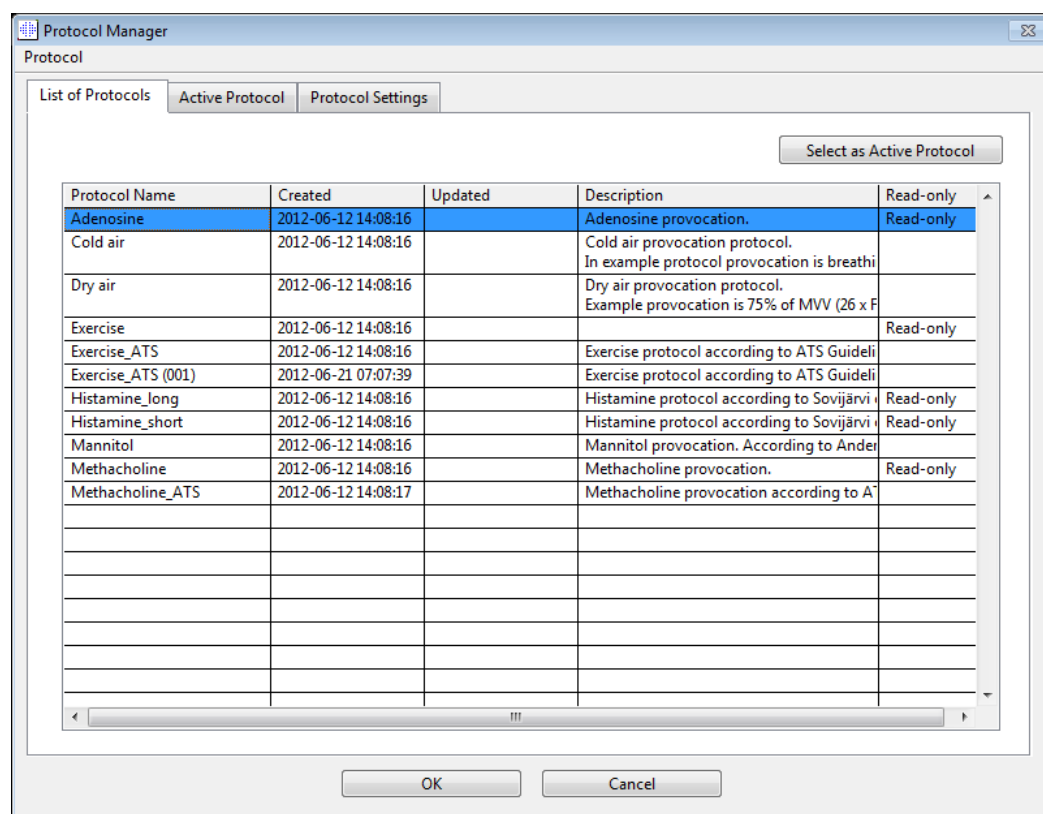 Protocol Manager
Protocol
List of Protocols Active Protocol Protocol Settings
Select as Active Protocol
Protocol Name Created Updated Description Read-only
Adenosine 2012-06-12 14:08:16 Adenosine provocation. Read-only
Cold air 2012-06-12 14:08:16 Cold air provocation protocol.
In example protocol provocation is breathi
Dry air 2012-06-12 14:08:16 Dry air provocation protocol.
Example provocation is 75% of MVV (26 x F
Exercise 2012-06-12 14:08:16 Read-only
Exercise_ATS 2012-06-12 14:08:16 Exercise protocol according to ATS Guideli
Exercise_ATS (001) 2012-06-21 07:07:39 Exercise protocol according to ATS Guideli
Histamine_long 2012-06-12 14:08:16 Histamine protocol according to Sovijärvi Read-only
Histamine_short 2012-06-12 14:08:16 Histamine protocol according to Sovijärvi Read-only
Mannitol 2012-06-12 14:08:16 Mannitol provocation. According to Ander
Methacholine 2012-06-12 14:08:16 Methacholine provocation. Read-only
Methacholine_ATS 2012-06-12 14:08:17 Methacholine provocation according to
OK Cancel